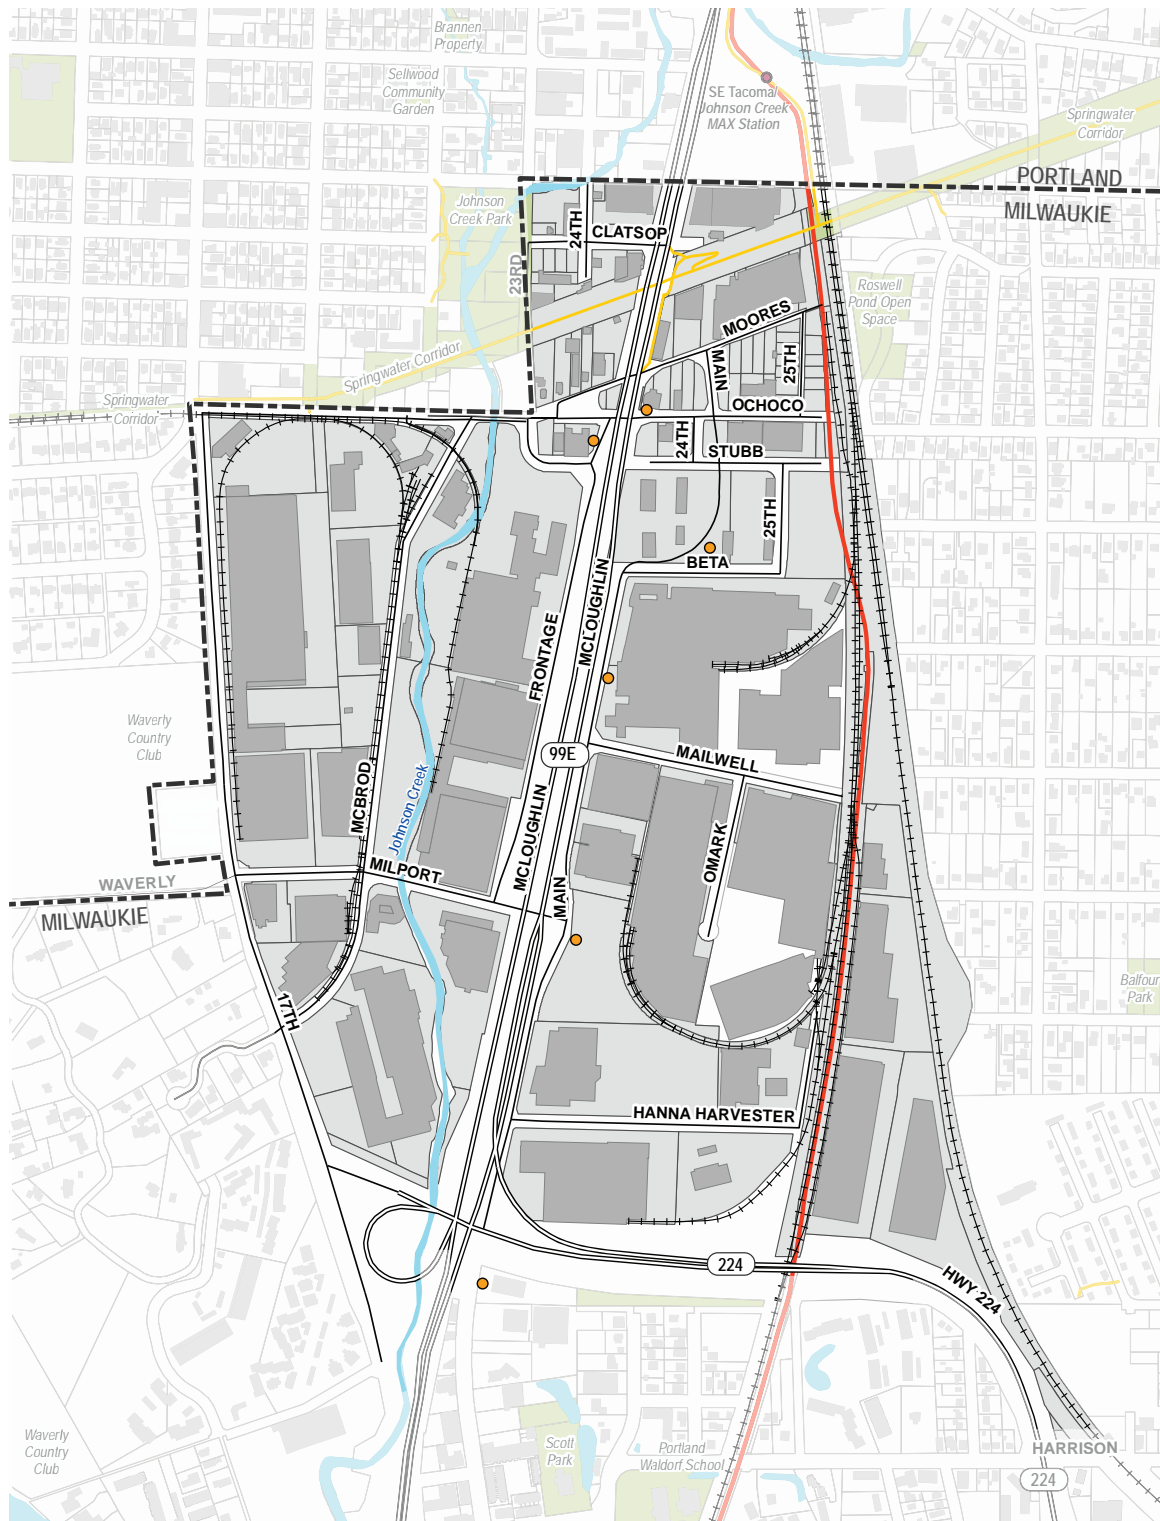 Brannen
Property
Sellwood
Community
Garden
SE Tacoma/
Johnson Creek
MAX Station
Springwater
Corridor
PORTLAND
MILWAUKIE
Johnson
Creek Park
24TH
CLATSOP
23RD
Roswell
Pond Open
Space
MOORES
MAIN
25TH
Springwater Corridor
Springwater
Corridor
OCHOCO
24TH
STUBB
25TH
BETA
MCLOUGHLIN
FRONTAGE
Waverly
Country
Club
99E
MAILWELL
MCBROD
Johnson Creek
MCLOUGHLIN
OMARK
MILPORT
MAIN
WAVERLY
MILWAUKIE
Balfour
Park
17TH
HANNA HARVESTER
224
HWY 224
Waverly
Country
Club
Scott
Park
Portland
Waldorf School
HARRISON
224